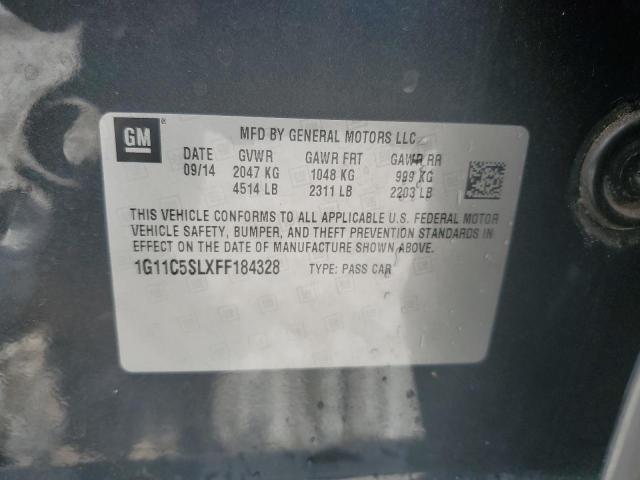 GM ®
MFD BY GENERAL MOTORS LLC
DATE GVWR GAWR FRT GAWR RR
09/14 2047 KG 1048 KG 999 KG
4514 LB 2311 LB 2203 LB
THIS VEHICLE CONFORMS TO ALL APPLICABLE U.S. FEDERAL MOTOR
VEHICLE SAFETY, BUMPER, AND THEFT PREVENTION STANDARDS IN
EFFECT ON THE DATE OF MANUFACTURE SHOWN ABOVE.
1G11C5SLXFF184328 TYPE: PASS CAR